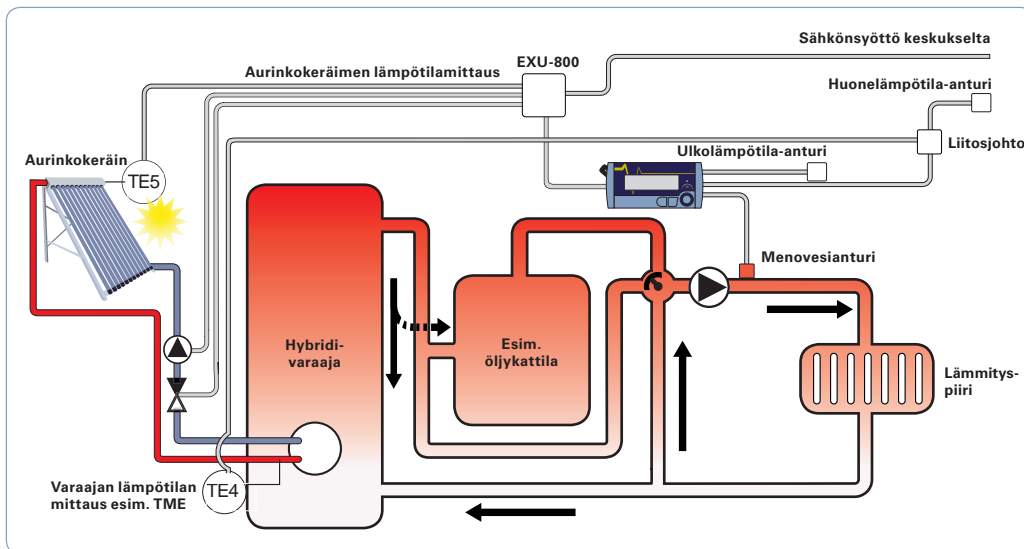 Sähkönsyöttö keskukselta
EXU-800
Aurinkokeräimen lämpötilamittaus
Huonelämpötila-anturi
Liitosjohto
Ulkolämpötila-anturi
Aurinkokeräin
TE5
Menovesianturi
Hybridi-
varaaja
Esim.
öljykattila
Lämmitys-
piiri
Varaajan lämpötilan
mittaus esim. TME
TE4